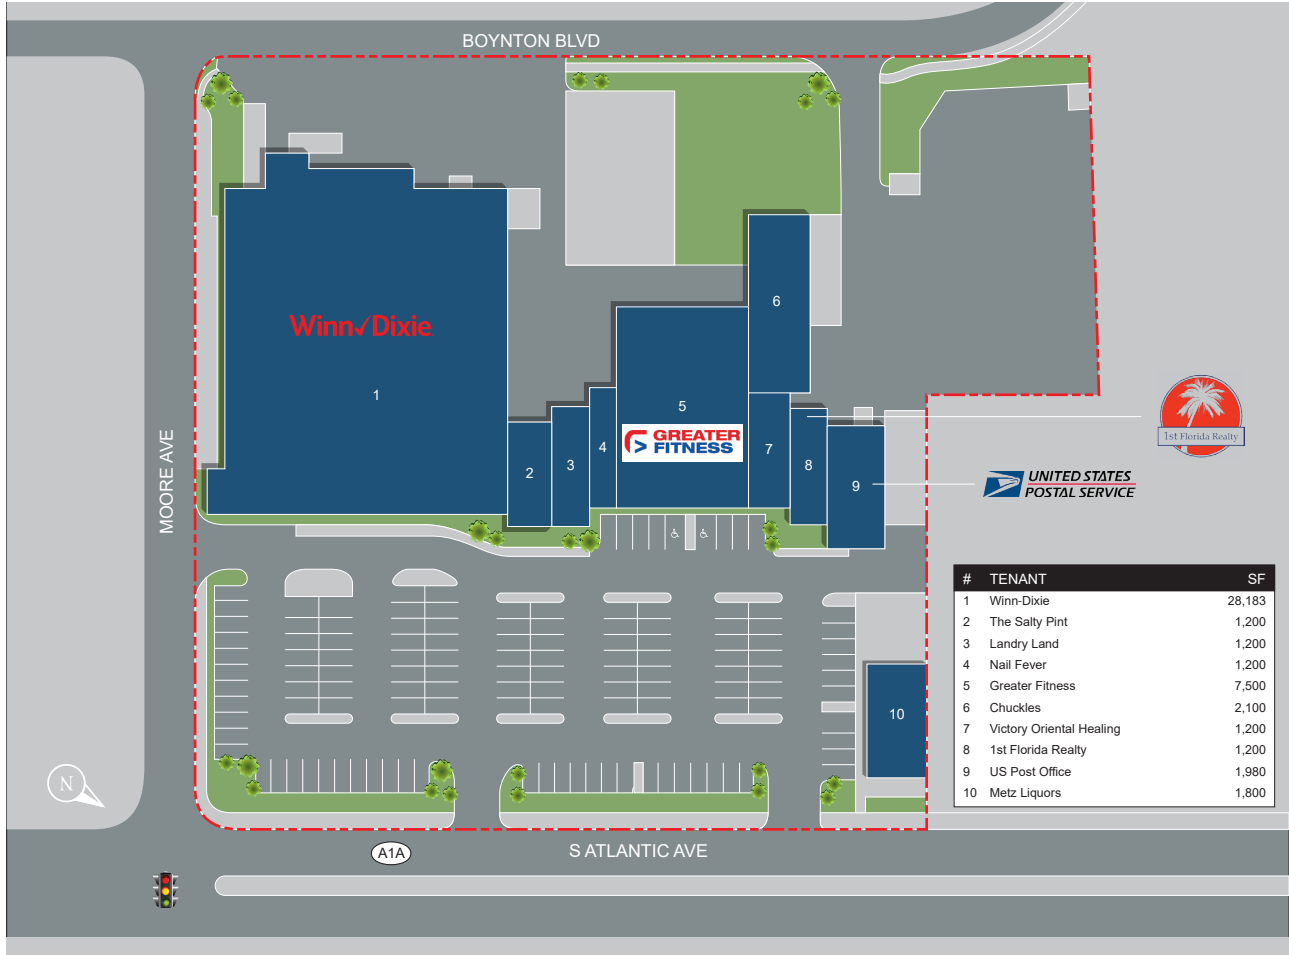 BOYNTON BLVD
6
Winn✓Dixie
1
5
GREATER
FITNESS
4
7
3
2
8
9
1st Florida Realty
UNITED STATES
POSTAL SERVICE
MOORE AVE
# TENANT SF
1 Winn-Dixie 28,183
2 The Salty Pint 1,200
3 Landry Land 1,200
4 Nail Fever 1,200
5 Greater Fitness 7,500
6 Chuckles 2,100
7 Victory Oriental Healing 1,200
8 1st Florida Realty 1,200
9 US Post Office 1,980
10 Metz Liquors 1,800
10
N
A1A
S ATLANTIC AVE